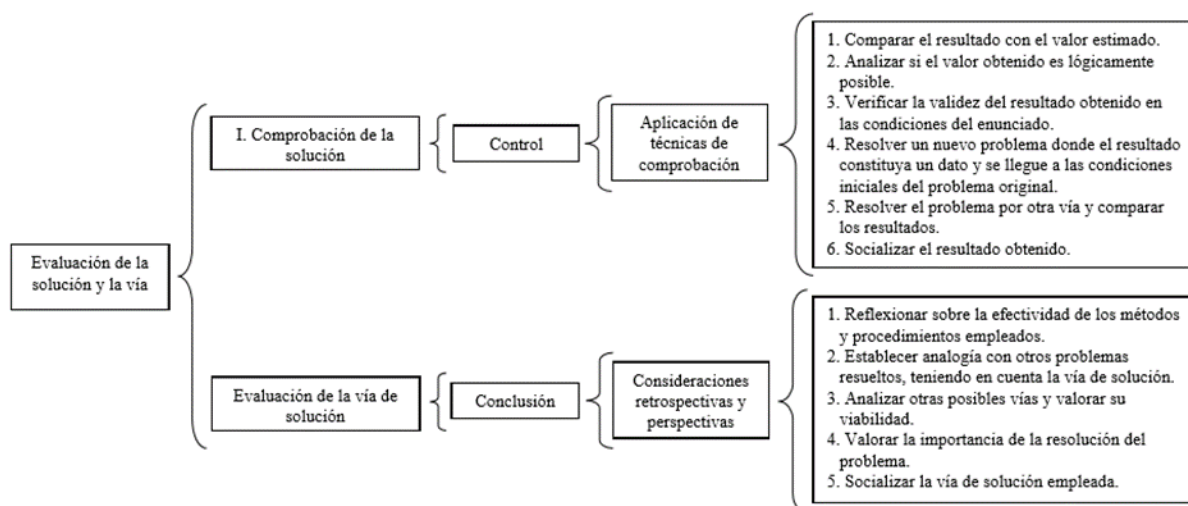 Evaluación de la
solución y la vía
I. Comprobación de la
solución
Control
Aplicación de
técnicas de
comprobación
1. Comparar el resultado con el valor estimado.
2. Analizar si el valor obtenido es lógicamente
posible.
3. Verificar la validez del resultado obtenido en
las condiciones del enunciado.
4. Resolver un nuevo problema donde el resultado
constituya un dato y se llegue a las condiciones
iniciales del problema original.
5. Resolver el problema por otra vía y comparar
los resultados.
6. Socializar el resultado obtenido.
Evaluación de la vía de
solución
Conclusión
Consideraciones
retrospectivas y
perspectivas
1. Reflexionar sobre la efectividad de los métodos
y procedimientos empleados.
2. Establecer analogía con otros problemas
resueltos, teniendo en cuenta la vía de solución.
3. Analizar otras posibles vías y valorar su
viabilidad.
4. Valorar la importancia de la resolución del
problema.
5. Socializar la vía de solución empleada.